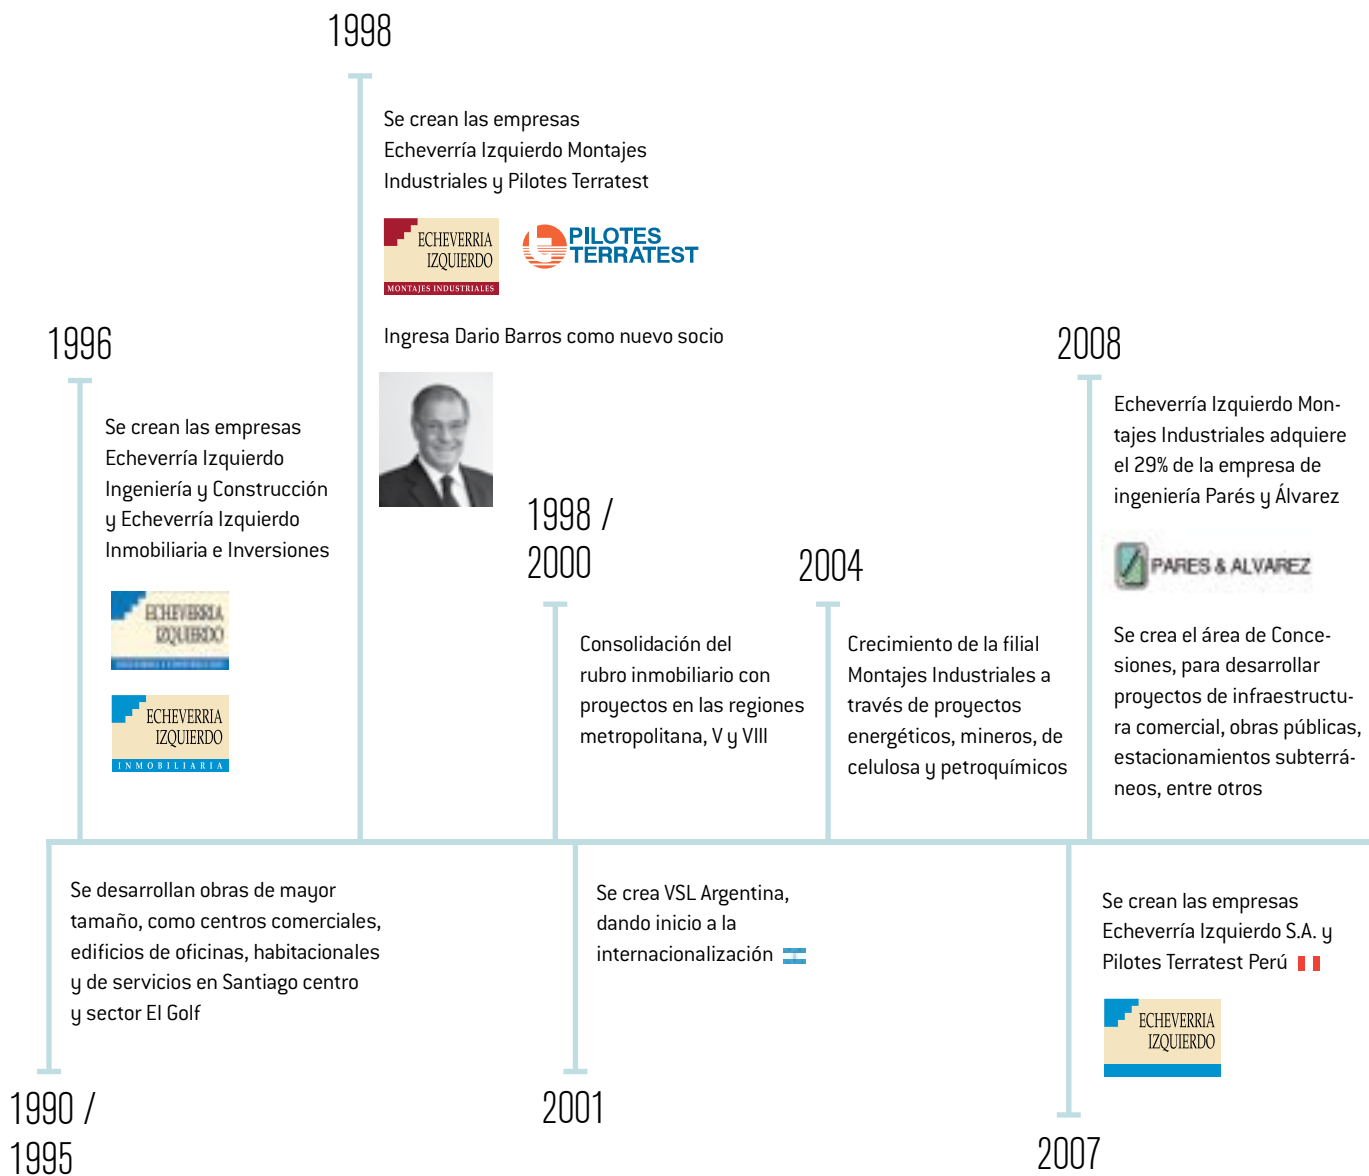 1998
Se crean las empresas
Echeverría Izquierdo Montajes
Industriales y Pilotes Terratest
ECHEVERRIA
IZQUIERDO
MONTAJES INDUSTRIALES
PILOTES
TERRATEST
Ingresa Dario Barros como nuevo socio
1996
Se crean las empresas
Echeverría Izquierdo
Ingeniería y Construcción
y Echeverría Izquierdo
Inmobiliaria e Inversiones
ECHEVERRIA
IZQUIERDO
ECHEVERRIA
IZQUIERDO
INMOBILIARIA
1998 /
2000
Consolidación del
rubro inmobiliario con
proyectos en las regiones
metropolitana, V y VIII
2004
Crecimiento de la filial
Montajes Industriales a
través de proyectos
energéticos, mineros, de
celulosa y petroquímicos
2008
Echeverría Izquierdo Mon-
tajes Industriales adquiere
el 29% de la empresa de
ingeniería Parés y Álvarez
PARES & ALVAREZ
Se crea el área de Conce-
siones, para desarrollar
proyectos de infraestructu-
ra comercial, obras públicas,
estacionamientos subterrá-
neos, entre otros
Se desarrollan obras de mayor
tamaño, como centros comerciales,
edificios de oficinas, habitacionales
y de servicios en Santiago centro
y sector El Golf
1990 /
1995
Se crea VSL Argentina,
dando inicio a la
internacionalización
2001
Se crean las empresas
Echeverría Izquierdo S.A. y
Pilotes Terratest Perú
ECHEVERRIA
IZQUIERDO
2007